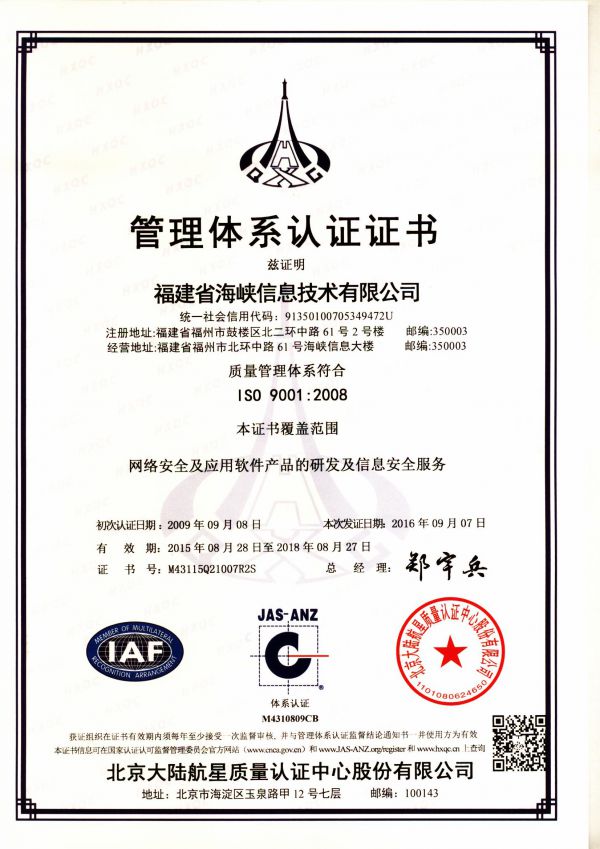 HXQC
管理体系认证证书
兹证明
福建省海峡信息技术有限公司
统一社会信用代码：91350100705349472U
注册地址:福建省福州市鼓楼区北二环中路 61 号 2 号楼 邮编:350003
经营地址:福建省福州市北环中路 61 号海峡信息大楼 邮编:350003
质量管理体系符合
ISO 9001:2008
本证书覆盖范围
网络安全及应用软件产品的研发及信息安全服务
初次认证日期：2009 年 09 月 08 日 本次发证日期：2016 年 09 月 07 日
有 效 期：2015 年 08 月 28 日至 2018 年 08 月 27 日
证 书 号：M43115Q21007R2S 总 经 理：郑宇兵
MEMBER OF MULTILATERAL
IAF
RECOGNITION ARRANGEMENT
JAS-ANZ
C
®
体系认证
M4310809CB
北京大陆航星质量认证中心股份有限公司
1101080624650
获证组织在证书有效期内须每年至少接受一次监督审核，并与管理体系认证监督结论通知书一并使用方为有效
本证书信息可在国家认证认可监督管理委员会官方网站（www.cnca.gov.cn）和 www.JAS-ANZ.org/register 和 www.hxqc.cn 上查询
北京大陆航星质量认证中心股份有限公司
地址：北京市海淀区玉泉路甲 12 号七层 邮编：100143